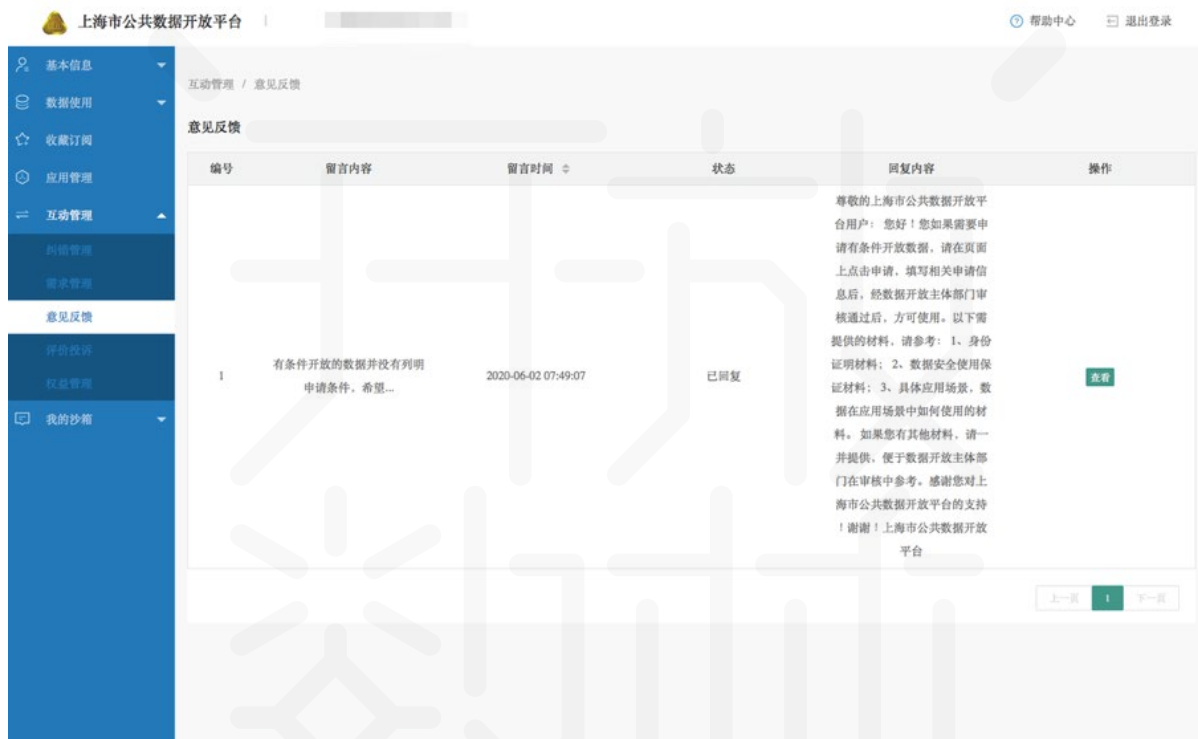 上海市公共数据开放平台
帮助中心 退出登录
基本信息
数据使用
收藏订阅
应用管理
互动管理
纠错管理
需求管理
意见反馈
评价投诉
权益管理
我的沙箱
互动管理 / 意见反馈
意见反馈
编号 留言内容 留言时间 状态 回复内容 操作
1
有条件开放的数据并没有列明
申请条件，希望...
2020-06-02 07:49:07
已回复
尊敬的上海市公共数据开放平
台用户： 您好！您如果需要申
请有条件开放数据，请在页面
上点击申请，填写相关申请信
息后，经数据开放主体部门审
核通过后，方可使用。以下需
提供的材料，请参考： 1、身份
证明材料； 2、数据安全使用保
证材料； 3、具体应用场景，数
据在应用场景中如何使用的材
料。 如果您有其他材料，请一
并提供，便于数据开放主体部
门在审核中参考。感谢您对上
海市公共数据开放平台的支持
！谢谢！上海市公共数据开放
平台
查看
上一页 1 下一页